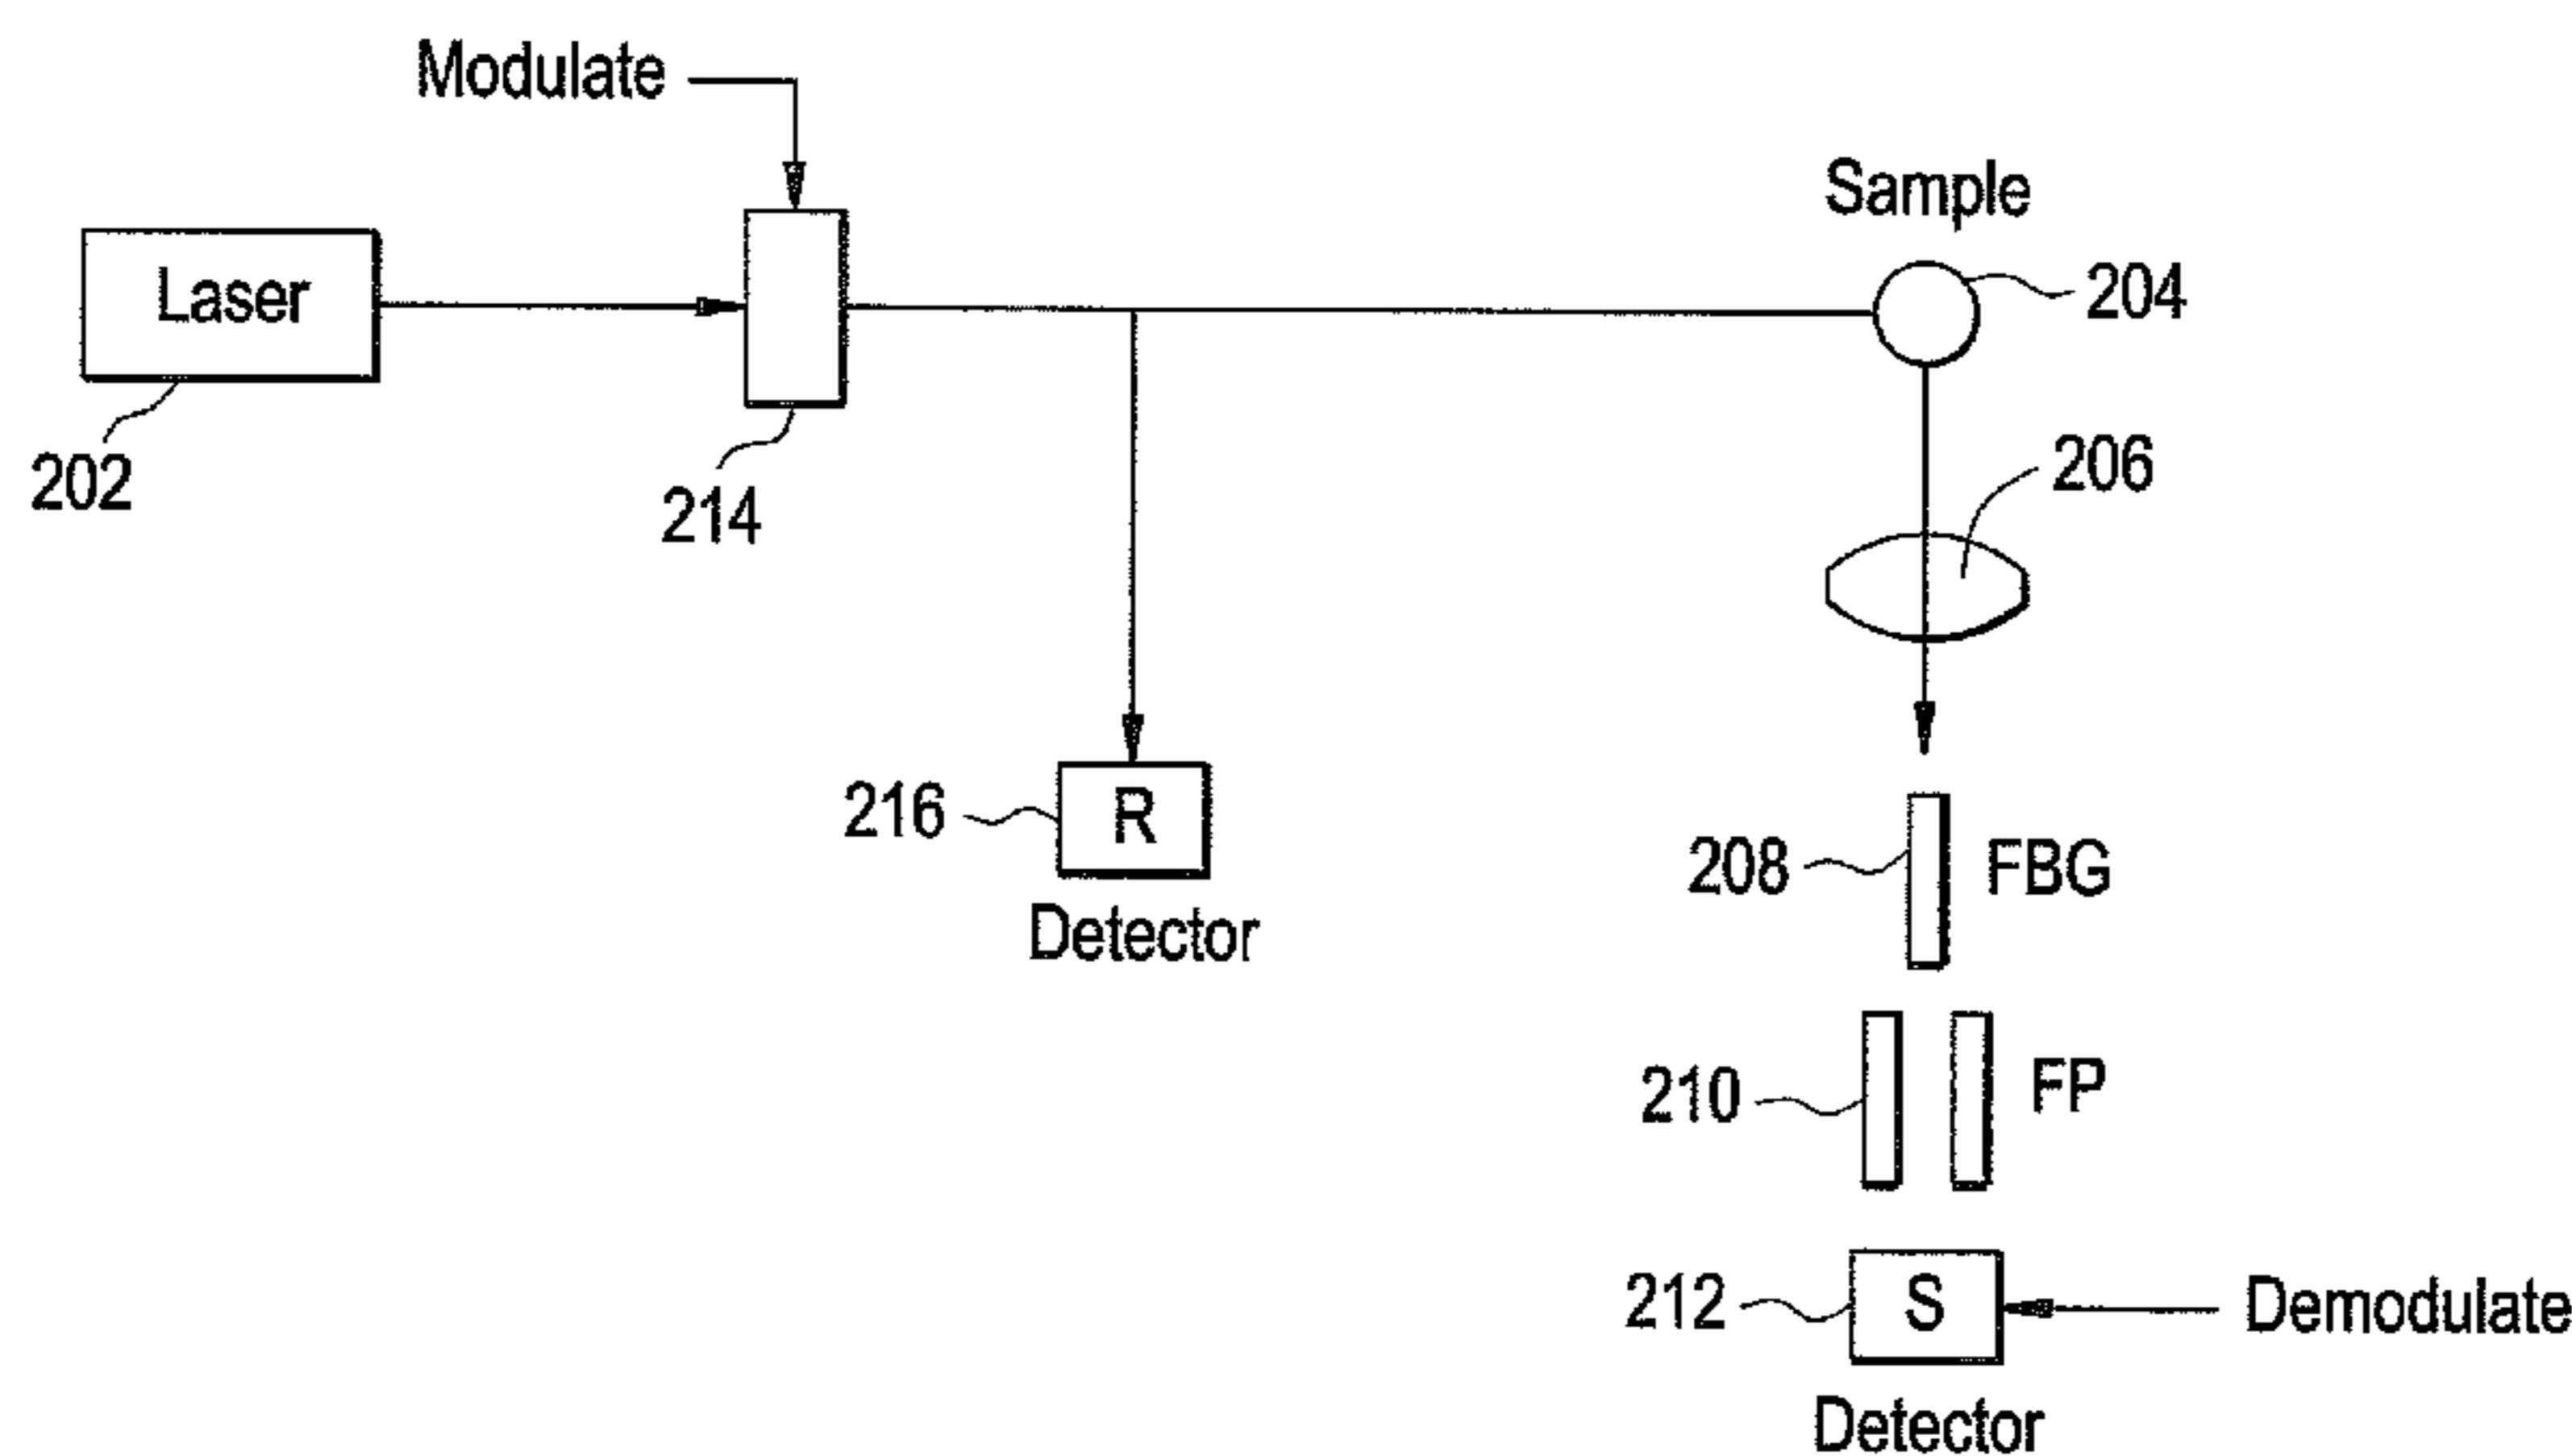 Modulate
Sample
Laser
204
202
214
206
216
R
208
FBG
Detector
210
FP
212
S
Demodulate
Detector